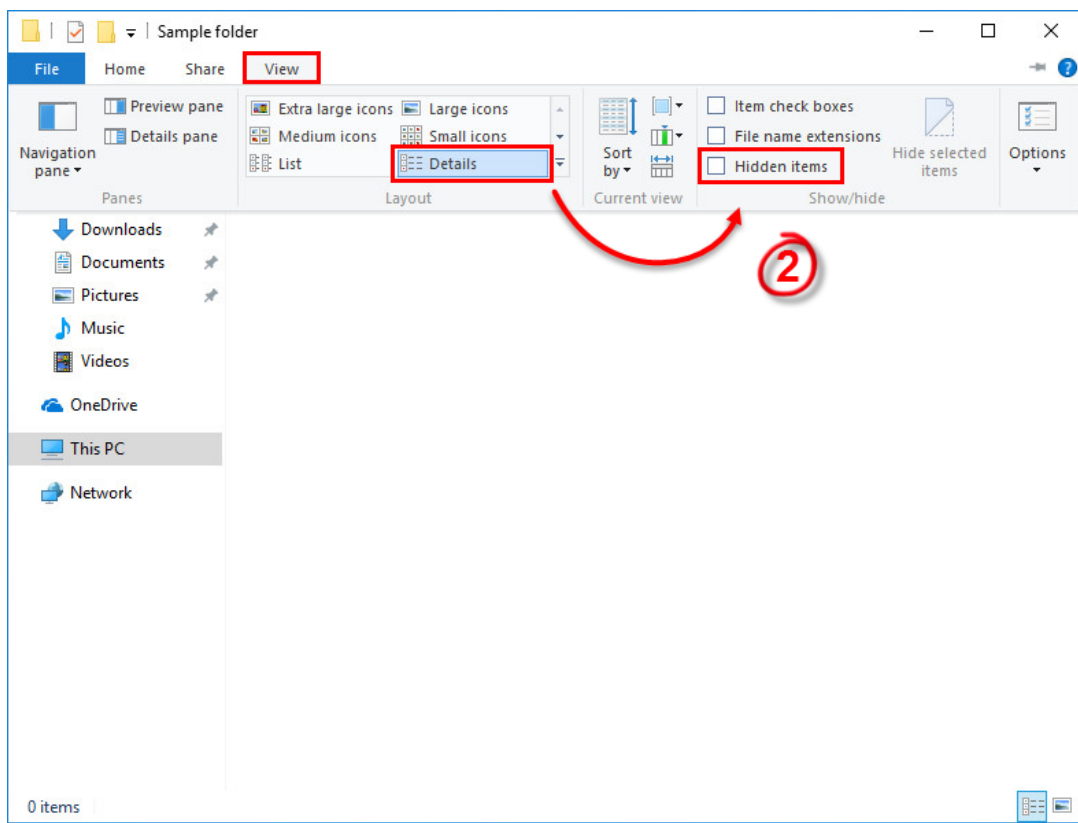 Sample folder
File Home Share View
Preview pane
Details pane
Navigation
pane
Panes
Extra large icons Large icons
Medium icons Small icons
List Details
Layout
Sort
by
Current view
Item check boxes
File name extensions
Hidden items
Hide selected
items
Show/hide
Options
2
Downloads
Documents
Pictures
Music
Videos
OneDrive
This PC
Network
0 items